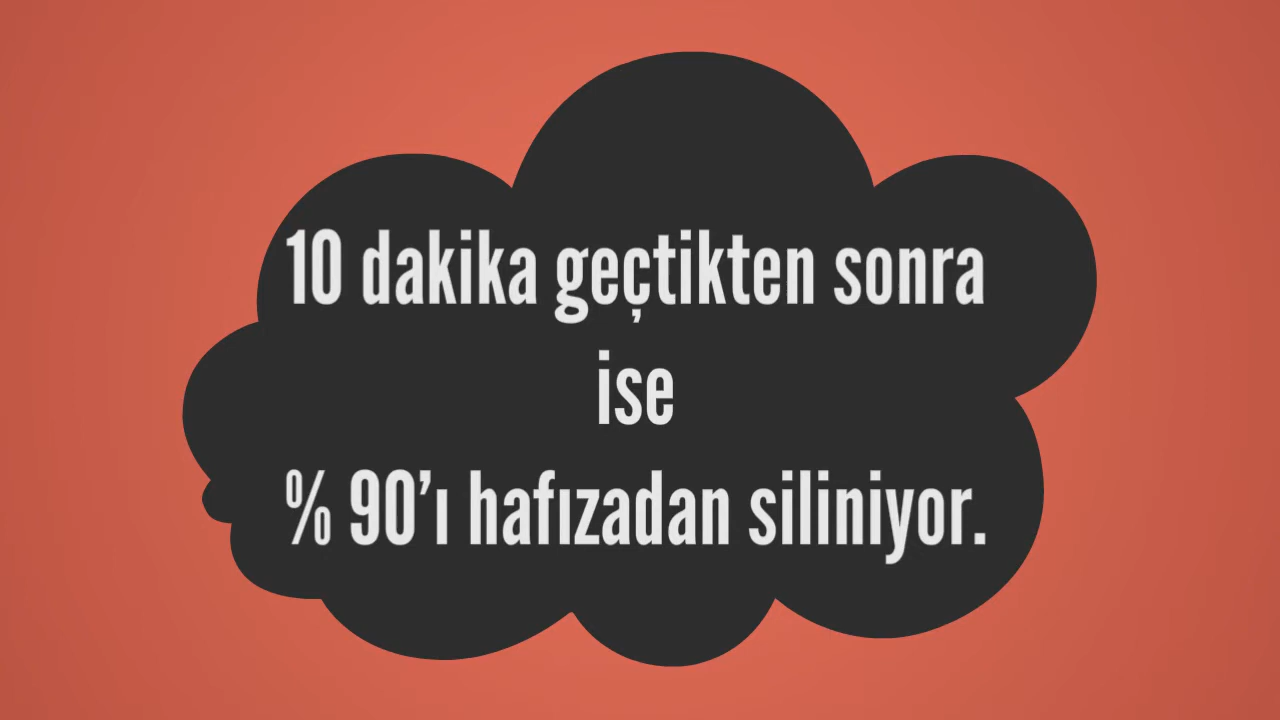 10 dakika geçtikten sonra
ise
% 90’ı hafızadan siliniyor.